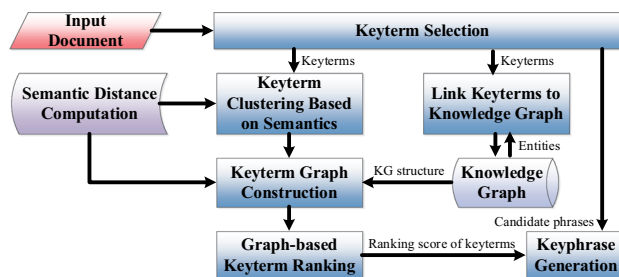 Input
Document
Keyterm Selection
Keyterms
Keyterms
Semantic Distance
Computation
Keyterm
Clustering Based
on Semantics
Link Keyterms to
Knowledge Graph
Entities
Keyterm Graph
Construction
KG structure
Knowledge
Graph
Candidate phrases
Graph-based
Keyterm Ranking
Ranking score of keyterms
Keyphrase
Generation